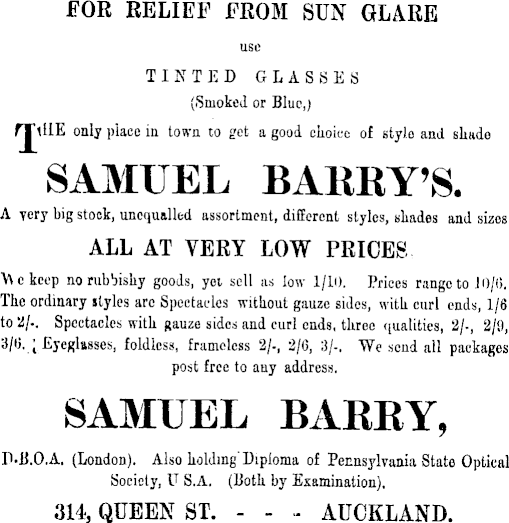 FOR RELIEF FROM SUN GLARE
use
TINTED GLASSES
(Smoked or Blue,)
THE only place in town to get a good choice of style and shade
SAMUEL BARRY'S.
A very big stock, unequalled assortment, different styles, shades and sizes
ALL AT VERY LOW PRICES.
We keep no rubbishy goods, yet sell as low 1/10. Prices range to 10/6.
The ordinary styles are Spectacles without gauze sides, with curl ends, 1/6
to 2/-. Spectacles with gauze sides and curl ends, three qualities, 2/-, 2/9,
3/6. Eyeglasses, foldless, frameless 2/-, 2/6, 3/-. We send all packages
post free to any address.
SAMUEL BARRY,
D.B.O.A. (London). Also holding Diploma of Pennsylvania State Optical
Society, U S.A. (Both by Examination).
314, QUEEN ST. - - - AUCKLAND.